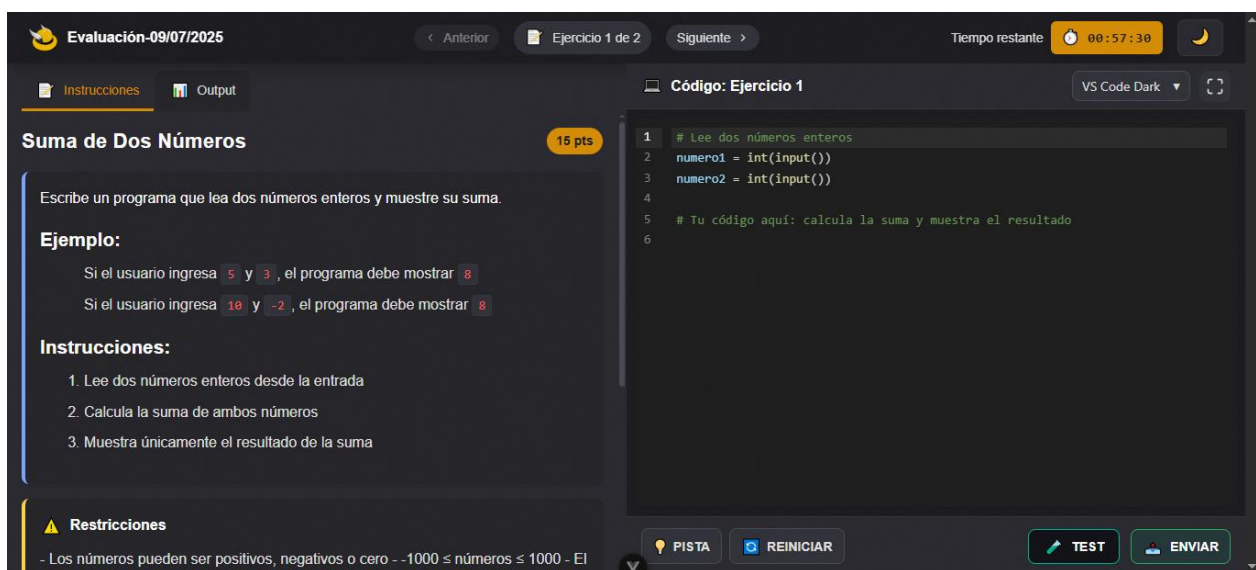 Evaluación-09/07/2025
‹ Anterior
Ejercicio 1 de 2
Siguiente ›
Tiempo restante
00:57:30
Instrucciones
Output
Suma de Dos Números
15 pts
Escribe un programa que lea dos números enteros y muestre su suma.
Ejemplo:
Si el usuario ingresa 5 y 3 , el programa debe mostrar 8
Si el usuario ingresa 10 y -2 , el programa debe mostrar 8
Instrucciones:
1. Lee dos números enteros desde la entrada
2. Calcula la suma de ambos números
3. Muestra únicamente el resultado de la suma
Restricciones
- Los números pueden ser positivos, negativos o cero - -1000 ≤ números ≤ 1000 - El
Código: Ejercicio 1
VS Code Dark
1 # Lee dos números enteros
2 numero1 = int(input())
3 numero2 = int(input())
4
5 # Tu código aquí: calcula la suma y muestra el resultado
6
PISTA
REINICIAR
TEST
ENVIAR